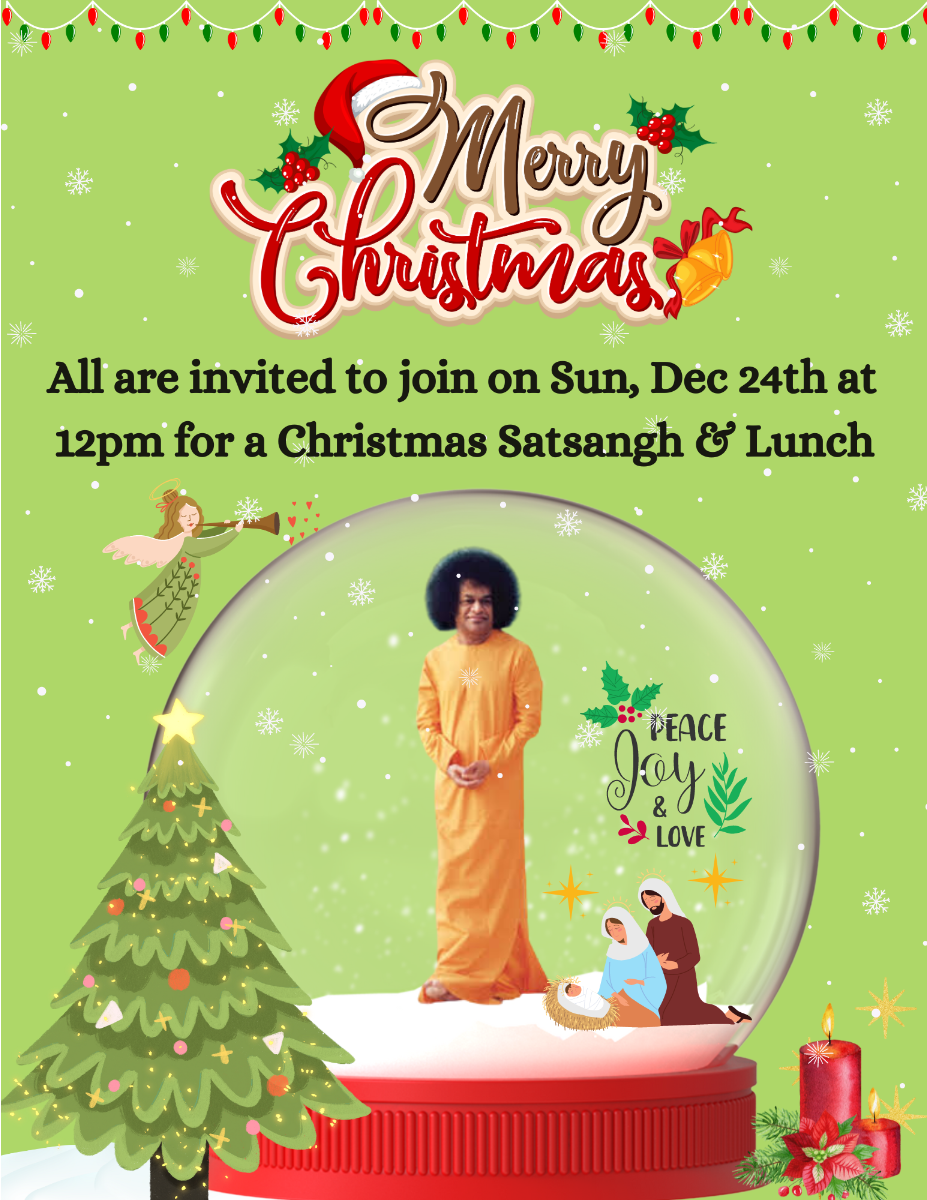 Merry
Christmas
All are invited to join on Sun, Dec 24th at
12pm for a Christmas Satsangh & Lunch
PEACE
Joy
&
LOVE